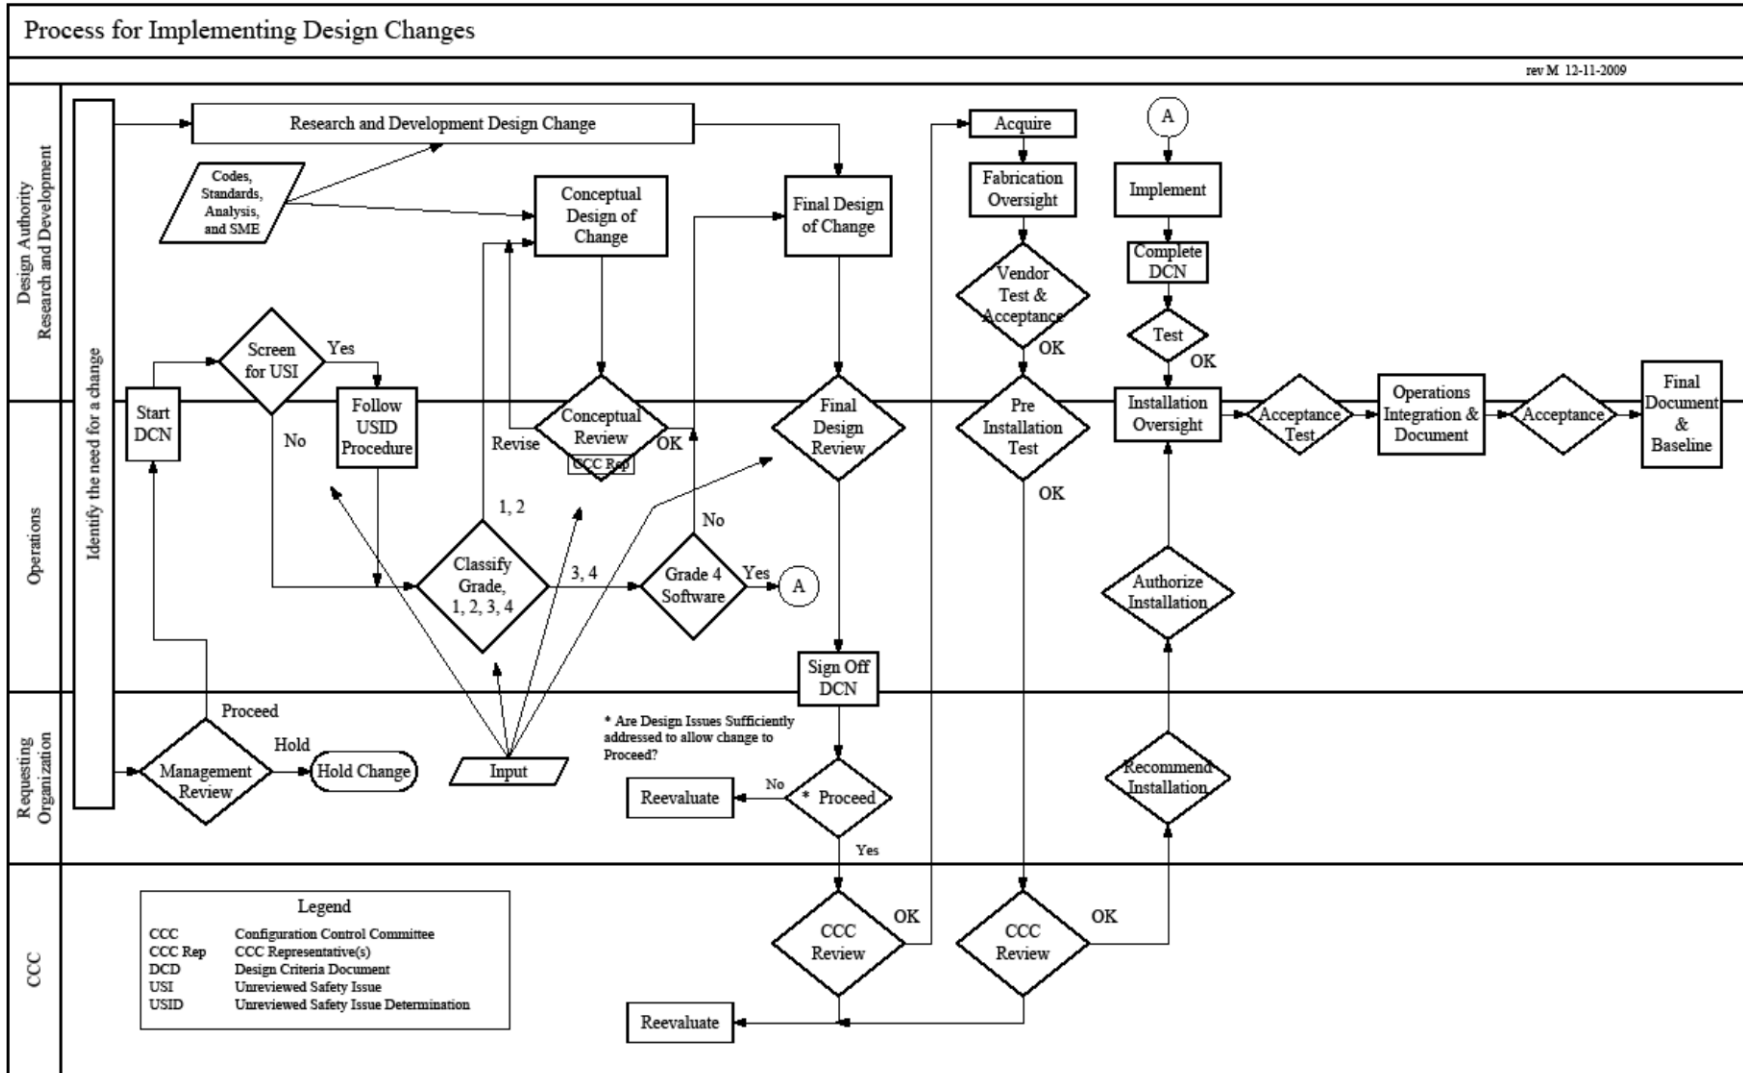 Process for Implementing Design Changes
rev M 12-11-2009
Design Authority
Research and Development
Operations
Requesting
Organization
CCC
Identify the need for a change
Research and Development Design Change
Codes,
Standards,
Analysis,
and SME
Conceptual
Design of
Change
Final Design
of Change
Acquire
Fabrication
Oversight
Vendor
Test &
Acceptance
OK
A
Implement
Complete
DCN
Test
OK
Start
DCN
Screen
for USI
Yes
No
Follow
USID
Procedure
Revise
Conceptual
Review
CCC Rep
OK
Final
Design
Review
Pre
Installation
Test
OK
Installation
Oversight
Acceptance
Test
Operations
Integration &
Document
Acceptance
Final
Document
&
Baseline
1, 2
Classify
Grade,
1, 2, 3, 4
3, 4
No
Grade 4
Software
Yes
A
Authorize
Installation
Sign Off
DCN
Proceed
Management
Review
Hold
Hold Change
Input
* Are Design Issues Sufficiently
addressed to allow change to
Proceed?
Reevaluate
No
* Proceed
Yes
Recommend
Installation
CCC
Review
OK
CCC
Review
OK
Reevaluate
Legend
CCC Configuration Control Committee
CCC Rep CCC Representative(s)
DCD Design Criteria Document
USI Unreviewed Safety Issue
USID Unreviewed Safety Issue Determination